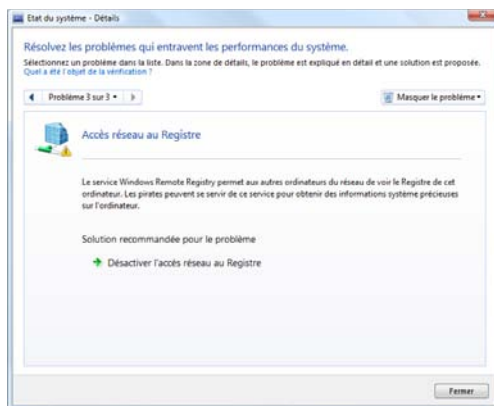 Etat du système - Détails
Résolvez les problèmes qui entravent les performances du système.
Sélectionnez un problème dans la liste. Dans la zone de détails, le problème est expliqué en détail et une solution est proposée.
Quel a été l'objet de la vérification ?
Problème 3 sur 3
Masquer le problème
Accès réseau au Registre
Le service Windows Remote Registry permet aux autres ordinateurs du réseau de voir le Registre de cet
ordinateur. Les pirates peuvent se servir de ce service pour obtenir des informations système précieuses
sur l'ordinateur.
Solution recommandée pour le problème
Désactiver l'accès réseau au Registre
Fermer